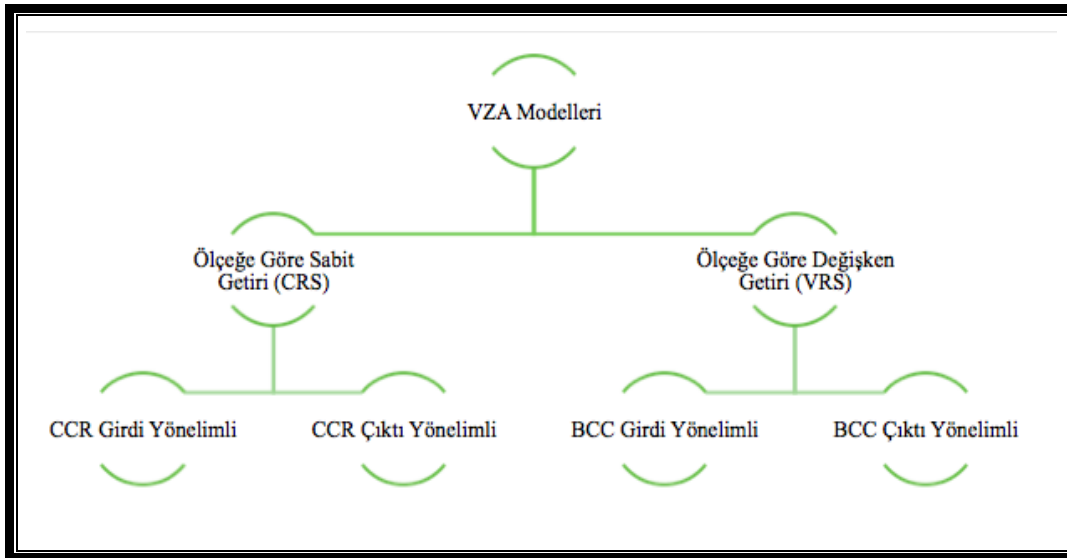 VZA Modelleri
Ölçeğe Göre Sabit
Getiri (CRS)
Ölçeğe Göre Değişken
Getiri (VRS)
CCR Girdi Yönelimli
CCR Çıktı Yönelimli
BCC Girdi Yönelimli
BCC Çıktı Yönelimli